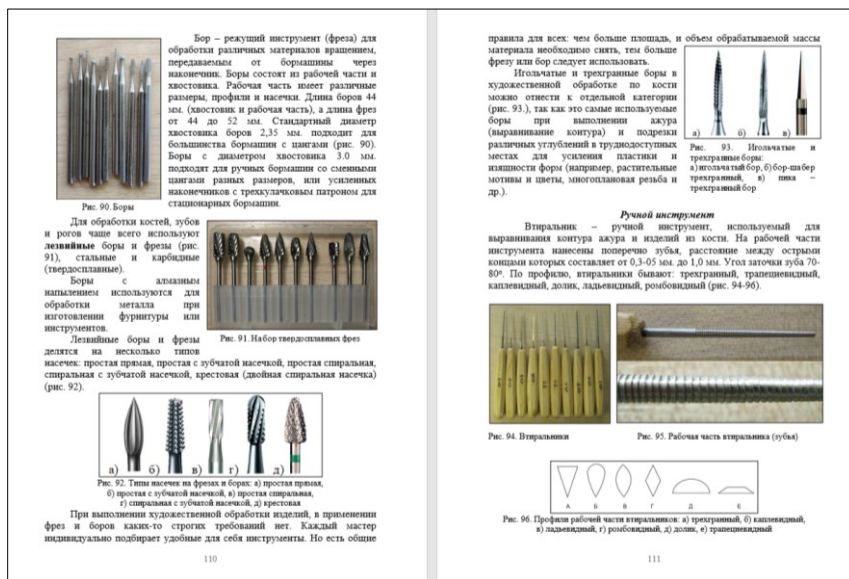 Бор – режущий инструмент (фреза) для
обработки различных материалов вращением,
передаваемым от бормашины через
наконечник. Боры состоят из рабочей части и
хвостовика. Рабочая часть имеет различные
размеры, профили и насечки. Длина боров 44
мм. (хвостовик и рабочая часть), а длина фрез
от 44 до 52 мм. Стандартный диаметр
хвостовика боров 2,35 мм. подходит для
большинства бормашин с цангами (рис. 90).
Боры с диаметром хвостовика 3.0 мм.
подходят для ручных бормашин со сменными
цангами разных размеров, или усиленных
наконечников с трехкулачковым патроном для
стационарных бормашин.
Рис. 90. Боры
Для обработки костей, зубов
и рогов чаще всего используют
лезвийные боры и фрезы (рис.
91), стальные и карбидные
(твердосплавные).
Боры с алмазным
напылением используются для
обработки металла при
изготовлении фурнитуры или
инструментов.
Рис. 91. Набор твердосплавных фрез
Лезвийные боры и фрезы
делятся на несколько типов
насечек: простая прямая, простая с зубчатой насечкой, простая спиральная,
спиральная с зубчатой насечкой, крестовая (двойная спиральная насечка)
(рис. 92).
а) б) в) г) д)
Рис. 92. Типы насечек на фрезах и борах: а) простая прямая,
б) простая с зубчатой насечкой, в) простая спиральная,
г) спиральная с зубчатой насечкой, д) крестовая
При выполнении художественной обработки изделий, в применении
фрез и боров каких-то строгих требований нет. Каждый мастер
индивидуально подбирает удобные для себя инструменты. Но есть общие
110
правила для всех: чем больше площадь, и объем обрабатываемой массы
материала необходимо снять, тем больше
фрезу или бор следует использовать.
Игольчатые и трехгранные боры в
художественной обработке по кости
можно отнести к отдельной категории
(рис. 93.), так как это самые используемые
боры при выполнении ажура
(выравнивание контура) и подрезки
различных углублений в труднодоступных
местах для усиления пластики и
изящности форм (например, растительные
мотивы и цветы, многоплановая резьба и
др.).
а) б) в)
Рис. 93. Игольчатые и
трехгранные боры:
а) игольчатый бор, б) бор-шабер
трехгранный, в) пика –
трехгранный бор
Ручной инструмент
Втиральник – ручной инструмент, используемый для
выравнивания контура ажура и изделий из кости. На рабочей части
инструмента нанесены поперечно зубья, расстояние между острыми
концами которых составляет от 0,3-05 мм. до 1,0 мм. Угол заточки зуба 70-
80º. По профилю, втиральники бывают: трехгранный, трапециевидный,
каплевидный, долик, ладьевидный, ромбовидный (рис. 94-96).
Рис. 94. Втиральники
Рис. 95. Рабочая часть втиральника (зубья)
А Б В Г Д Е
Рис. 96. Профили рабочей части втиральников: а) трехгранный, б) каплевидный,
в) ладьевидный, г) ромбовидный, д) долик, е) трапециевидный
111